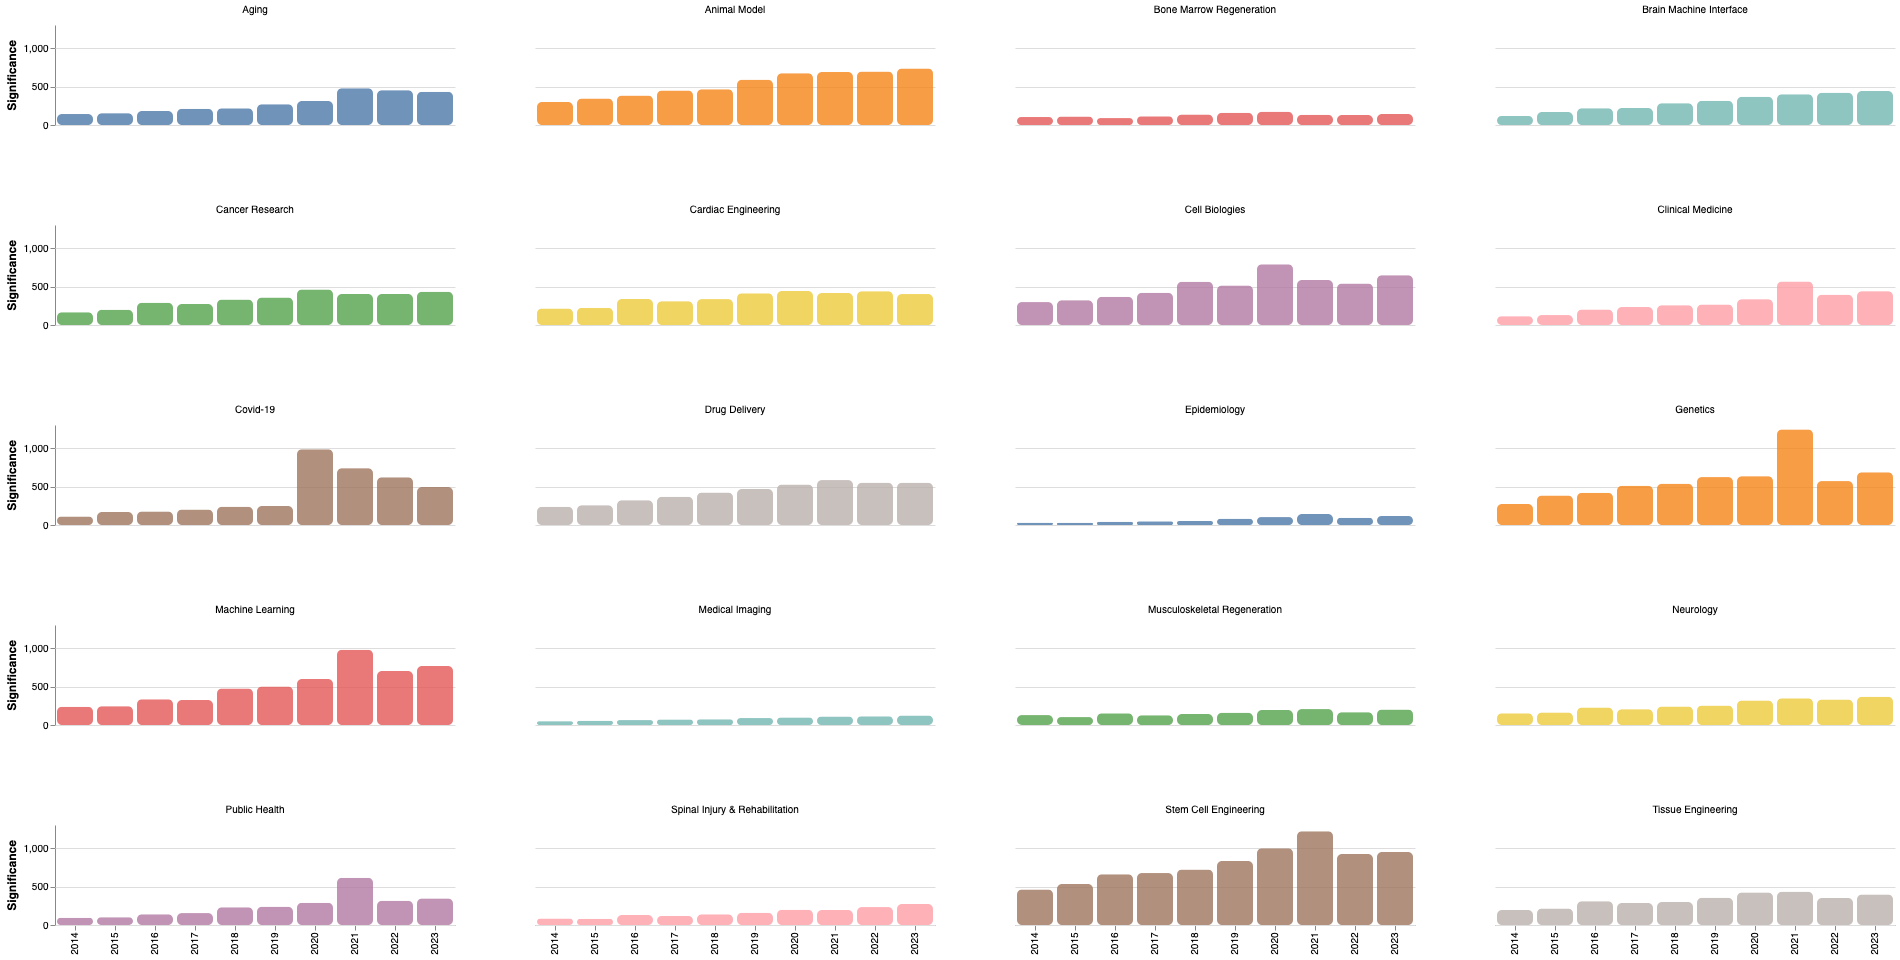 Aging
Animal Model
Bone Marrow Regeneration
Brain Machine Interface
Significance
1,000
500
0
Cancer Research
Cardiac Engineering
Cell Biologies
Clinical Medicine
Significance
1,000
500
0
Covid-19
Drug Delivery
Epidemiology
Genetics
Significance
1,000
500
0
Machine Learning
Medical Imaging
Musculoskeletal Regeneration
Neurology
Significance
1,000
500
0
Public Health
Spinal Injury & Rehabilitation
Stem Cell Engineering
Tissue Engineering
Significance
1,000
500
0
2014 2015 2016 2017 2018 2019 2020 2021 2022 2023
2014 2015 2016 2017 2018 2019 2020 2021 2022 2023
2014 2015 2016 2017 2018 2019 2020 2021 2022 2023
2014 2015 2016 2017 2018 2019 2020 2021 2022 2023